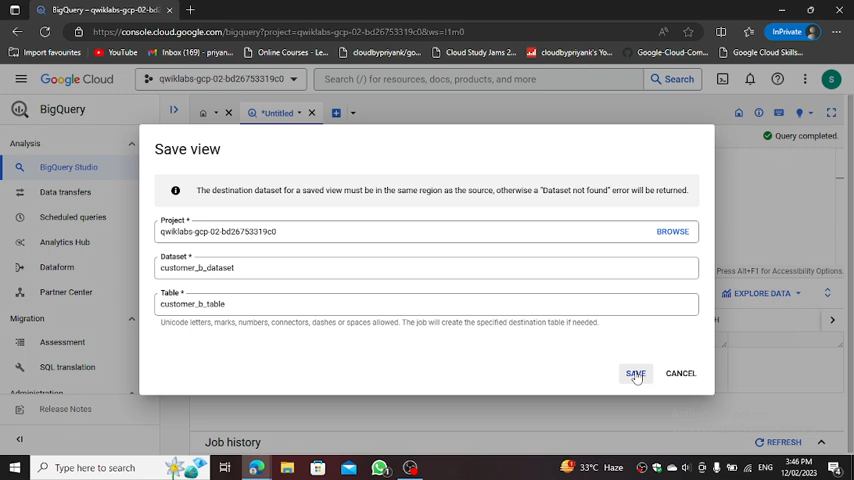 BigQuery – qwiklabs-gcp-02-bd2
https://console.cloud.google.com/bigquery?project=qwiklabs-gcp-02-bd26753319c0&ws=!1m0
InPrivate
Import favourites
YouTube
Inbox (169) - priyan...
Online Courses - Le...
cloudbypriyank/go...
Cloud Study Jams 2...
cloudbypriyank's Yo...
Google-Cloud-Com...
Google Cloud Skills...
Google Cloud
qwiklabs-gcp-02-bd26753319c0
Search (/) for resources, docs, products, and more
Search
S
BigQuery
*Untitled
Analysis
BigQuery Studio
Data transfers
Scheduled queries
Analytics Hub
Dataform
Partner Center
Migration
Assessment
SQL translation
Administration
Release Notes
Query completed.
Save view
The destination dataset for a saved view must be in the same region as the source, otherwise a "Dataset not found" error will be returned.
Project *
qwiklabs-gcp-02-bd26753319c0
BROWSE
Dataset *
customer_b_dataset
Table *
customer_b_table
Unicode letters, marks, numbers, connectors, dashes or spaces allowed. The job will create the specified destination table if needed.
SAVE
CANCEL
Press Alt+F1 for Accessibility Options.
EXPLORE DATA
H
Job history
REFRESH
Type here to search
33°C Haze
ENG
3:46 PM
12/02/2023
4